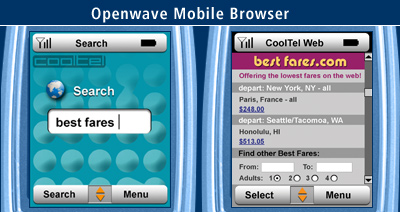 Openwave Mobile Browser
Search
cooltel
Search
best fares
Search
Menu
CoolTel Web
best fares.com
Offering the lowest fares on the web!
depart: New York, NY - all
Paris, France - all
$248.00
depart: Seattle/Tacoma, WA
Honolulu, HI
$513.05
Find other Best Fares:
From: To:
Adults: 1 2 3 4
Select
Menu